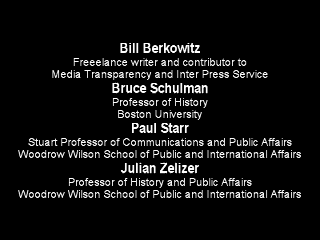 Bill Berkowitz
Freeelance writer and contributor to
Media Transparency and Inter Press Service
Bruce Schulman
Professor of History
Boston University
Paul Starr
Stuart Professor of Communications and Public Affairs
Woodrow Wilson School of Public and International Affairs
Julian Zelizer
Professor of History and Public Affairs
Woodrow Wilson School of Public and International Affairs